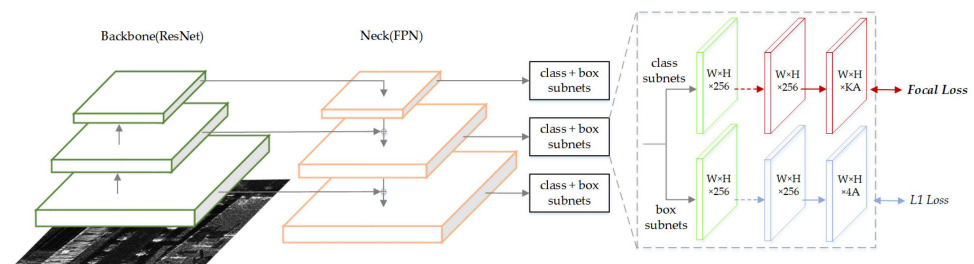 Backbone(ResNet)
Neck(FPN)
class + box
subnets
class + box
subnets
class + box
subnets
class
subnets
W×H
×256
W×H
×256
W×H
×KA
Focal Loss
box
subnets
W×H
×256
W×H
×256
W×H
×4A
L1 Loss